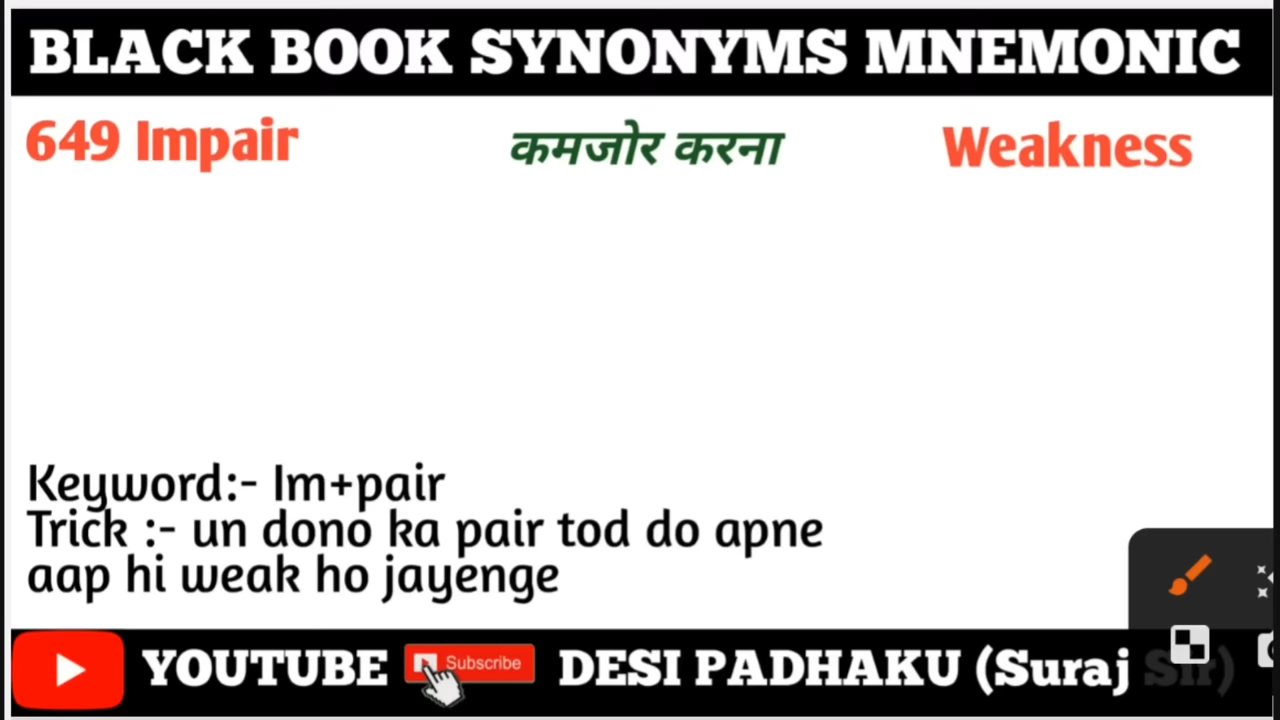 BLACK BOOK SYNONYMS MNEMONIC
649 Impair कमजोर करना Weakness
Keyword:- Im+pair
Trick :- un dono ka pair tod do apne
aap hi weak ho jayenge
YOUTUBE Subscribe DESI PADHAKU (Suraj Sir)